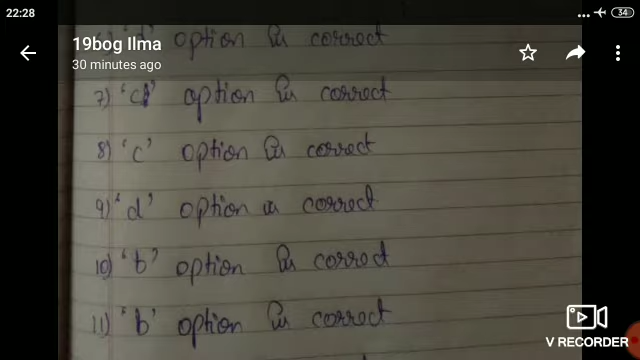 22:28
34
19bog Ilma
30 minutes ago
'd' option is correct
7) 'c' option is correct
8) 'c' option is correct
9) 'd' option is correct
10) 'b' option is correct
11) 'b' option is correct
V RECORDER